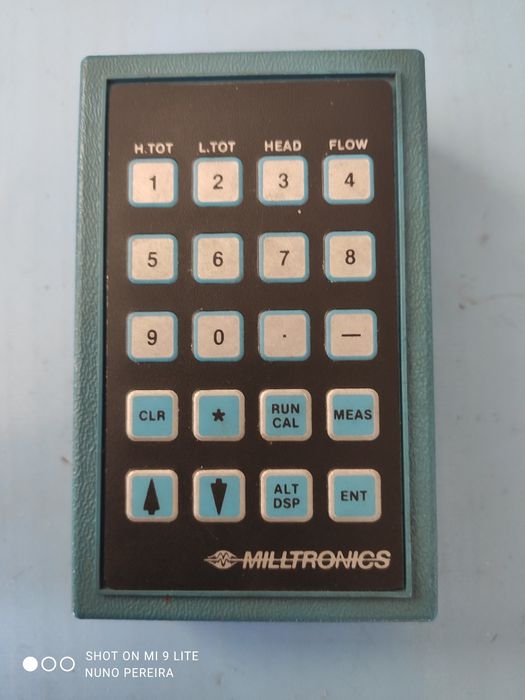 H.TOT L.TOT HEAD FLOW
1 2 3 4
5 6 7 8
9 0 . —
CLR * RUN CAL MEAS
ALT DSP ENT
MILLTRONICS
SHOT ON MI 9 LITE
NUNO PEREIRA